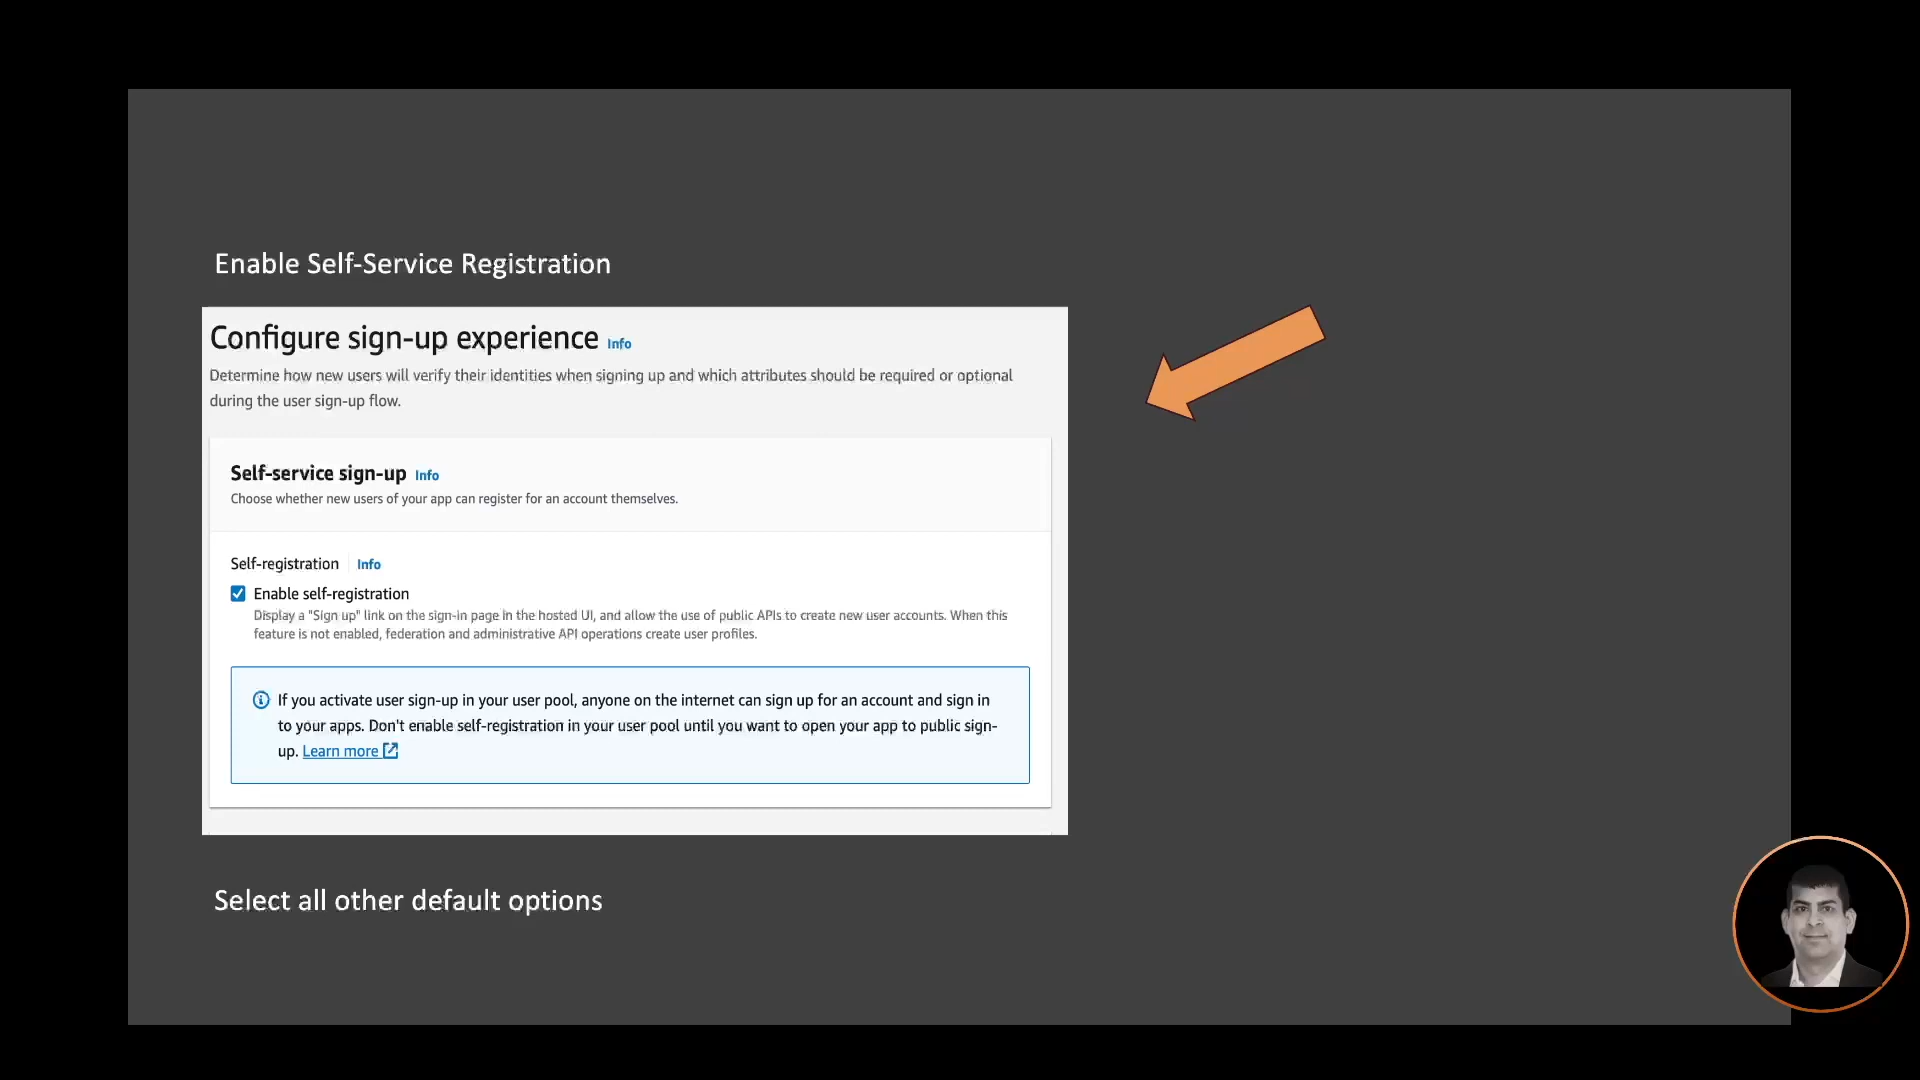 Enable Self-Service Registration
Configure sign-up experience Info
Determine how new users will verify their identities when signing up and which attributes should be required or optional
during the user sign-up flow.
Self-service sign-up Info
Choose whether new users of your app can register for an account themselves.
Self-registration Info
Enable self-registration
Display a "Sign up" link on the sign-in page in the hosted UI, and allow the use of public APIs to create new user accounts. When this
feature is not enabled, federation and administrative API operations create user profiles.
If you activate user sign-up in your user pool, anyone on the internet can sign up for an account and sign in
to your apps. Don't enable self-registration in your user pool until you want to open your app to public sign-
up. Learn more
Select all other default options